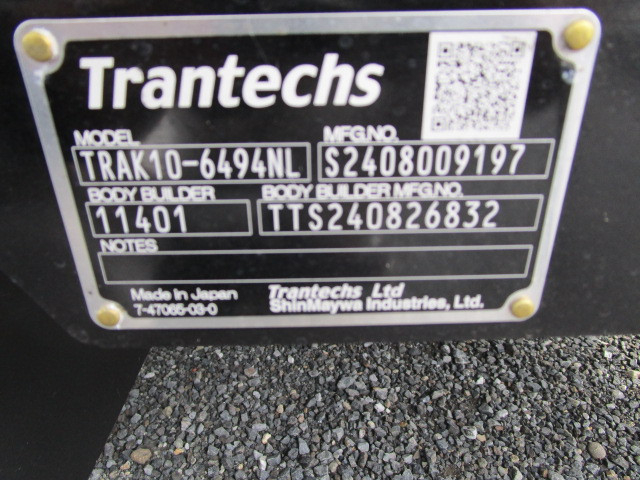 Trantechs
MODEL MFG.NO.
TRAK10-6494NL S2408009197
BODY BUILDER BODY BUILDER MFG.NO.
11401 TTS240826832
NOTES
Made in Japan Trantechs Ltd
7-47065-03-0 ShinMaywa Industries, Ltd.